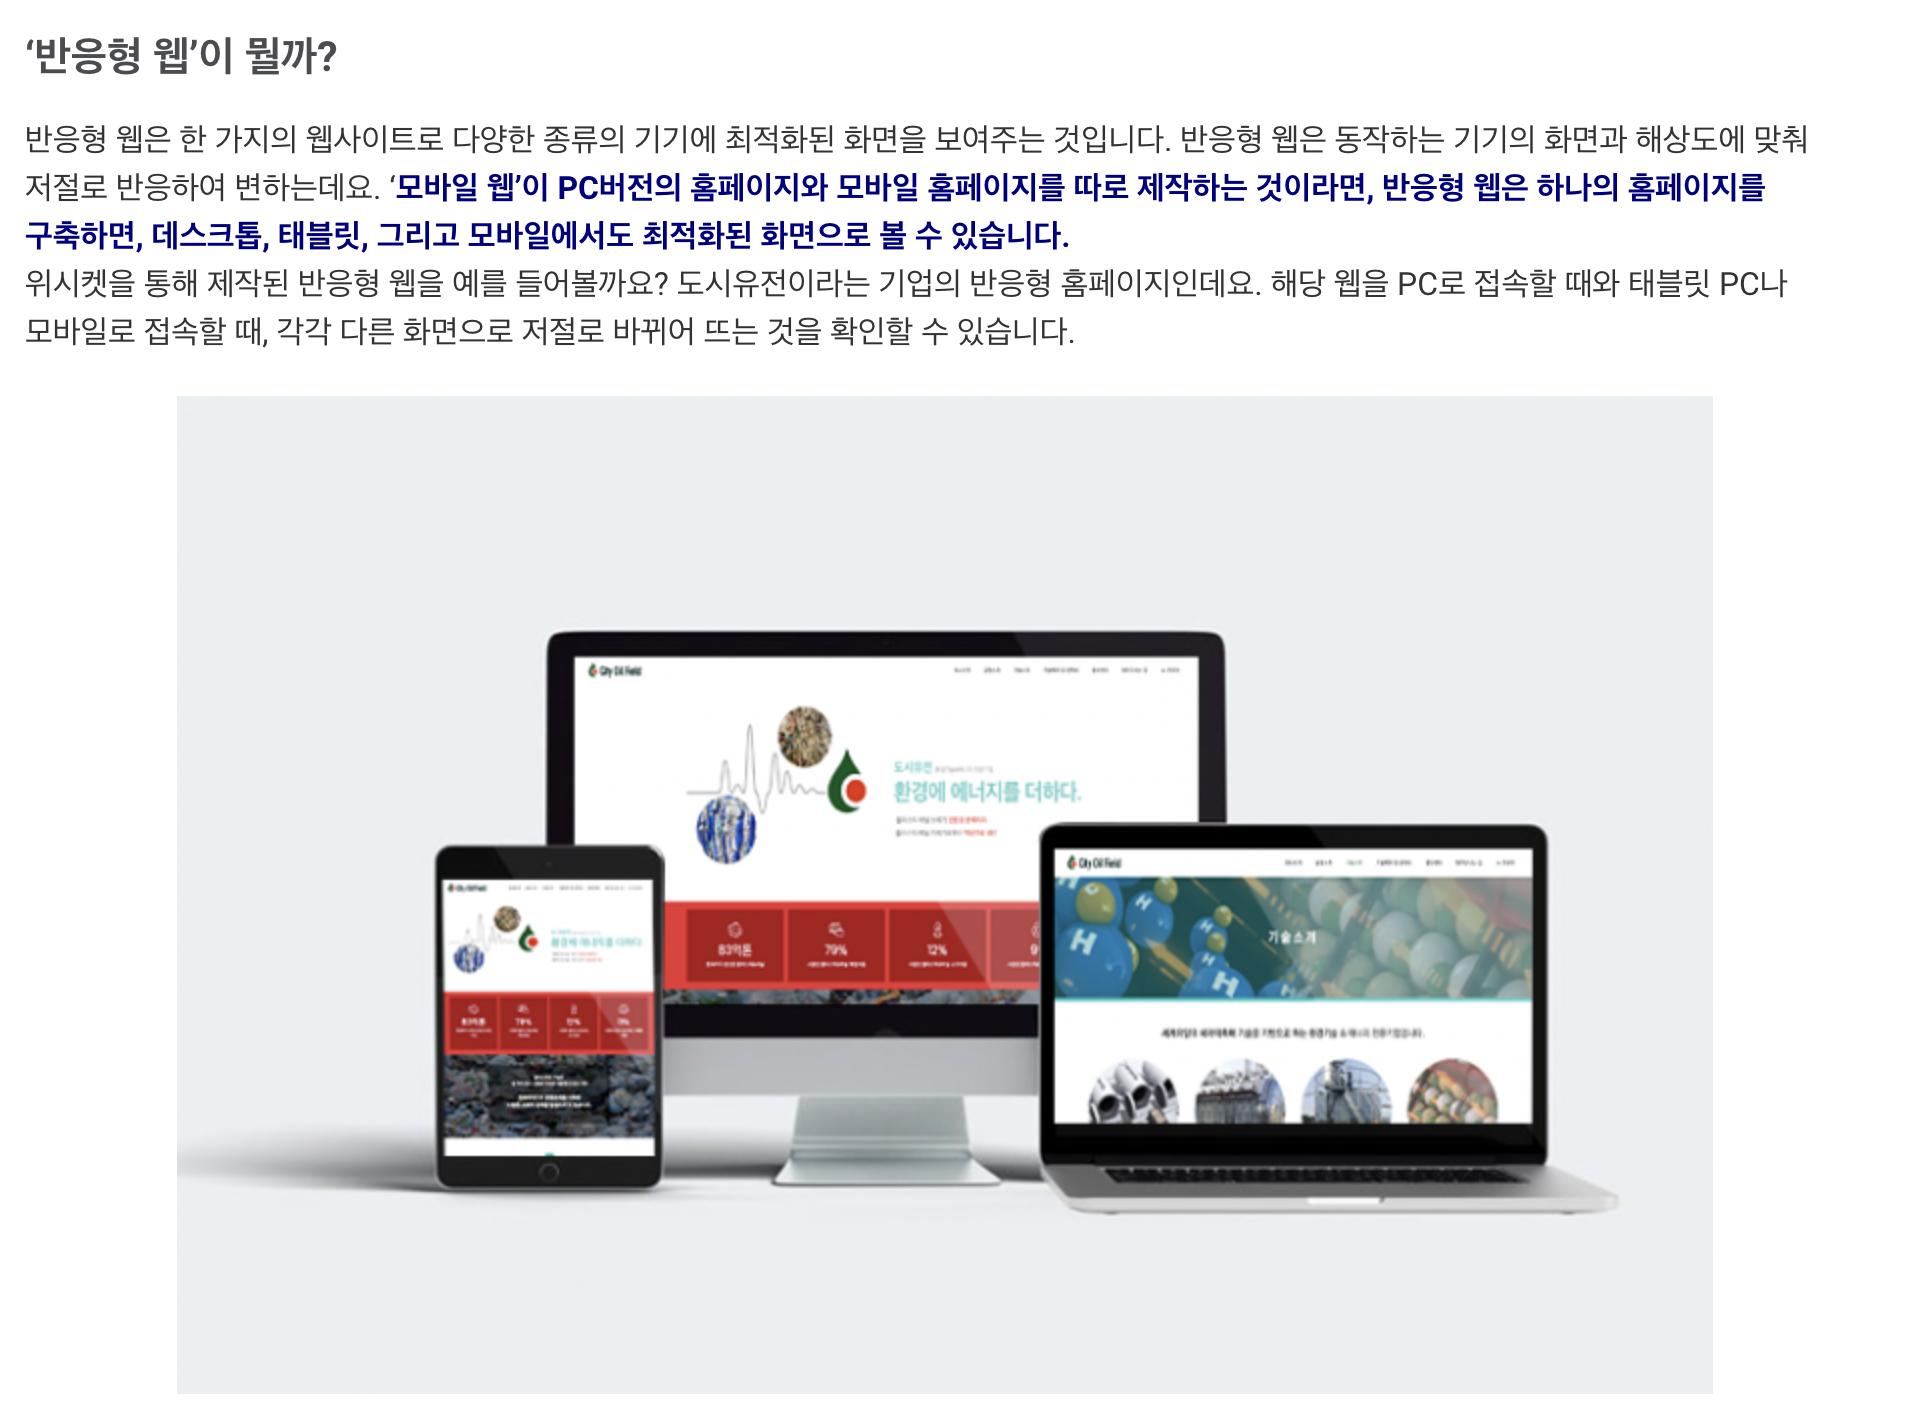 ‘반응형 웹’이 뭘까?
반응형 웹은 한 가지의 웹사이트로 다양한 종류의 기기에 최적화된 화면을 보여주는 것입니다. 반응형 웹은 동작하는 기기의 화면과 해상도에 맞춰
저절로 반응하여 변하는데요. ‘모바일 웹’이 PC버전의 홈페이지와 모바일 홈페이지를 따로 제작하는 것이라면, 반응형 웹은 하나의 홈페이지를
구축하면, 데스크톱, 태블릿, 그리고 모바일에서도 최적화된 화면으로 볼 수 있습니다.
위시켓을 통해 제작된 반응형 웹을 예를 들어볼까요? 도시유전이라는 기업의 반응형 홈페이지인데요. 해당 웹을 PC로 접속할 때와 태블릿 PC나
모바일로 접속할 때, 각각 다른 화면으로 저절로 바뀌어 뜨는 것을 확인할 수 있습니다.
City Oil Field
도시유전
환경에 에너지를 더하다.
83억톤 79% 12%
City Oil Field
기술소개
H H H H
City Oil Field
환경에 에너지를 더하다.
83억톤 79% 12% 9%